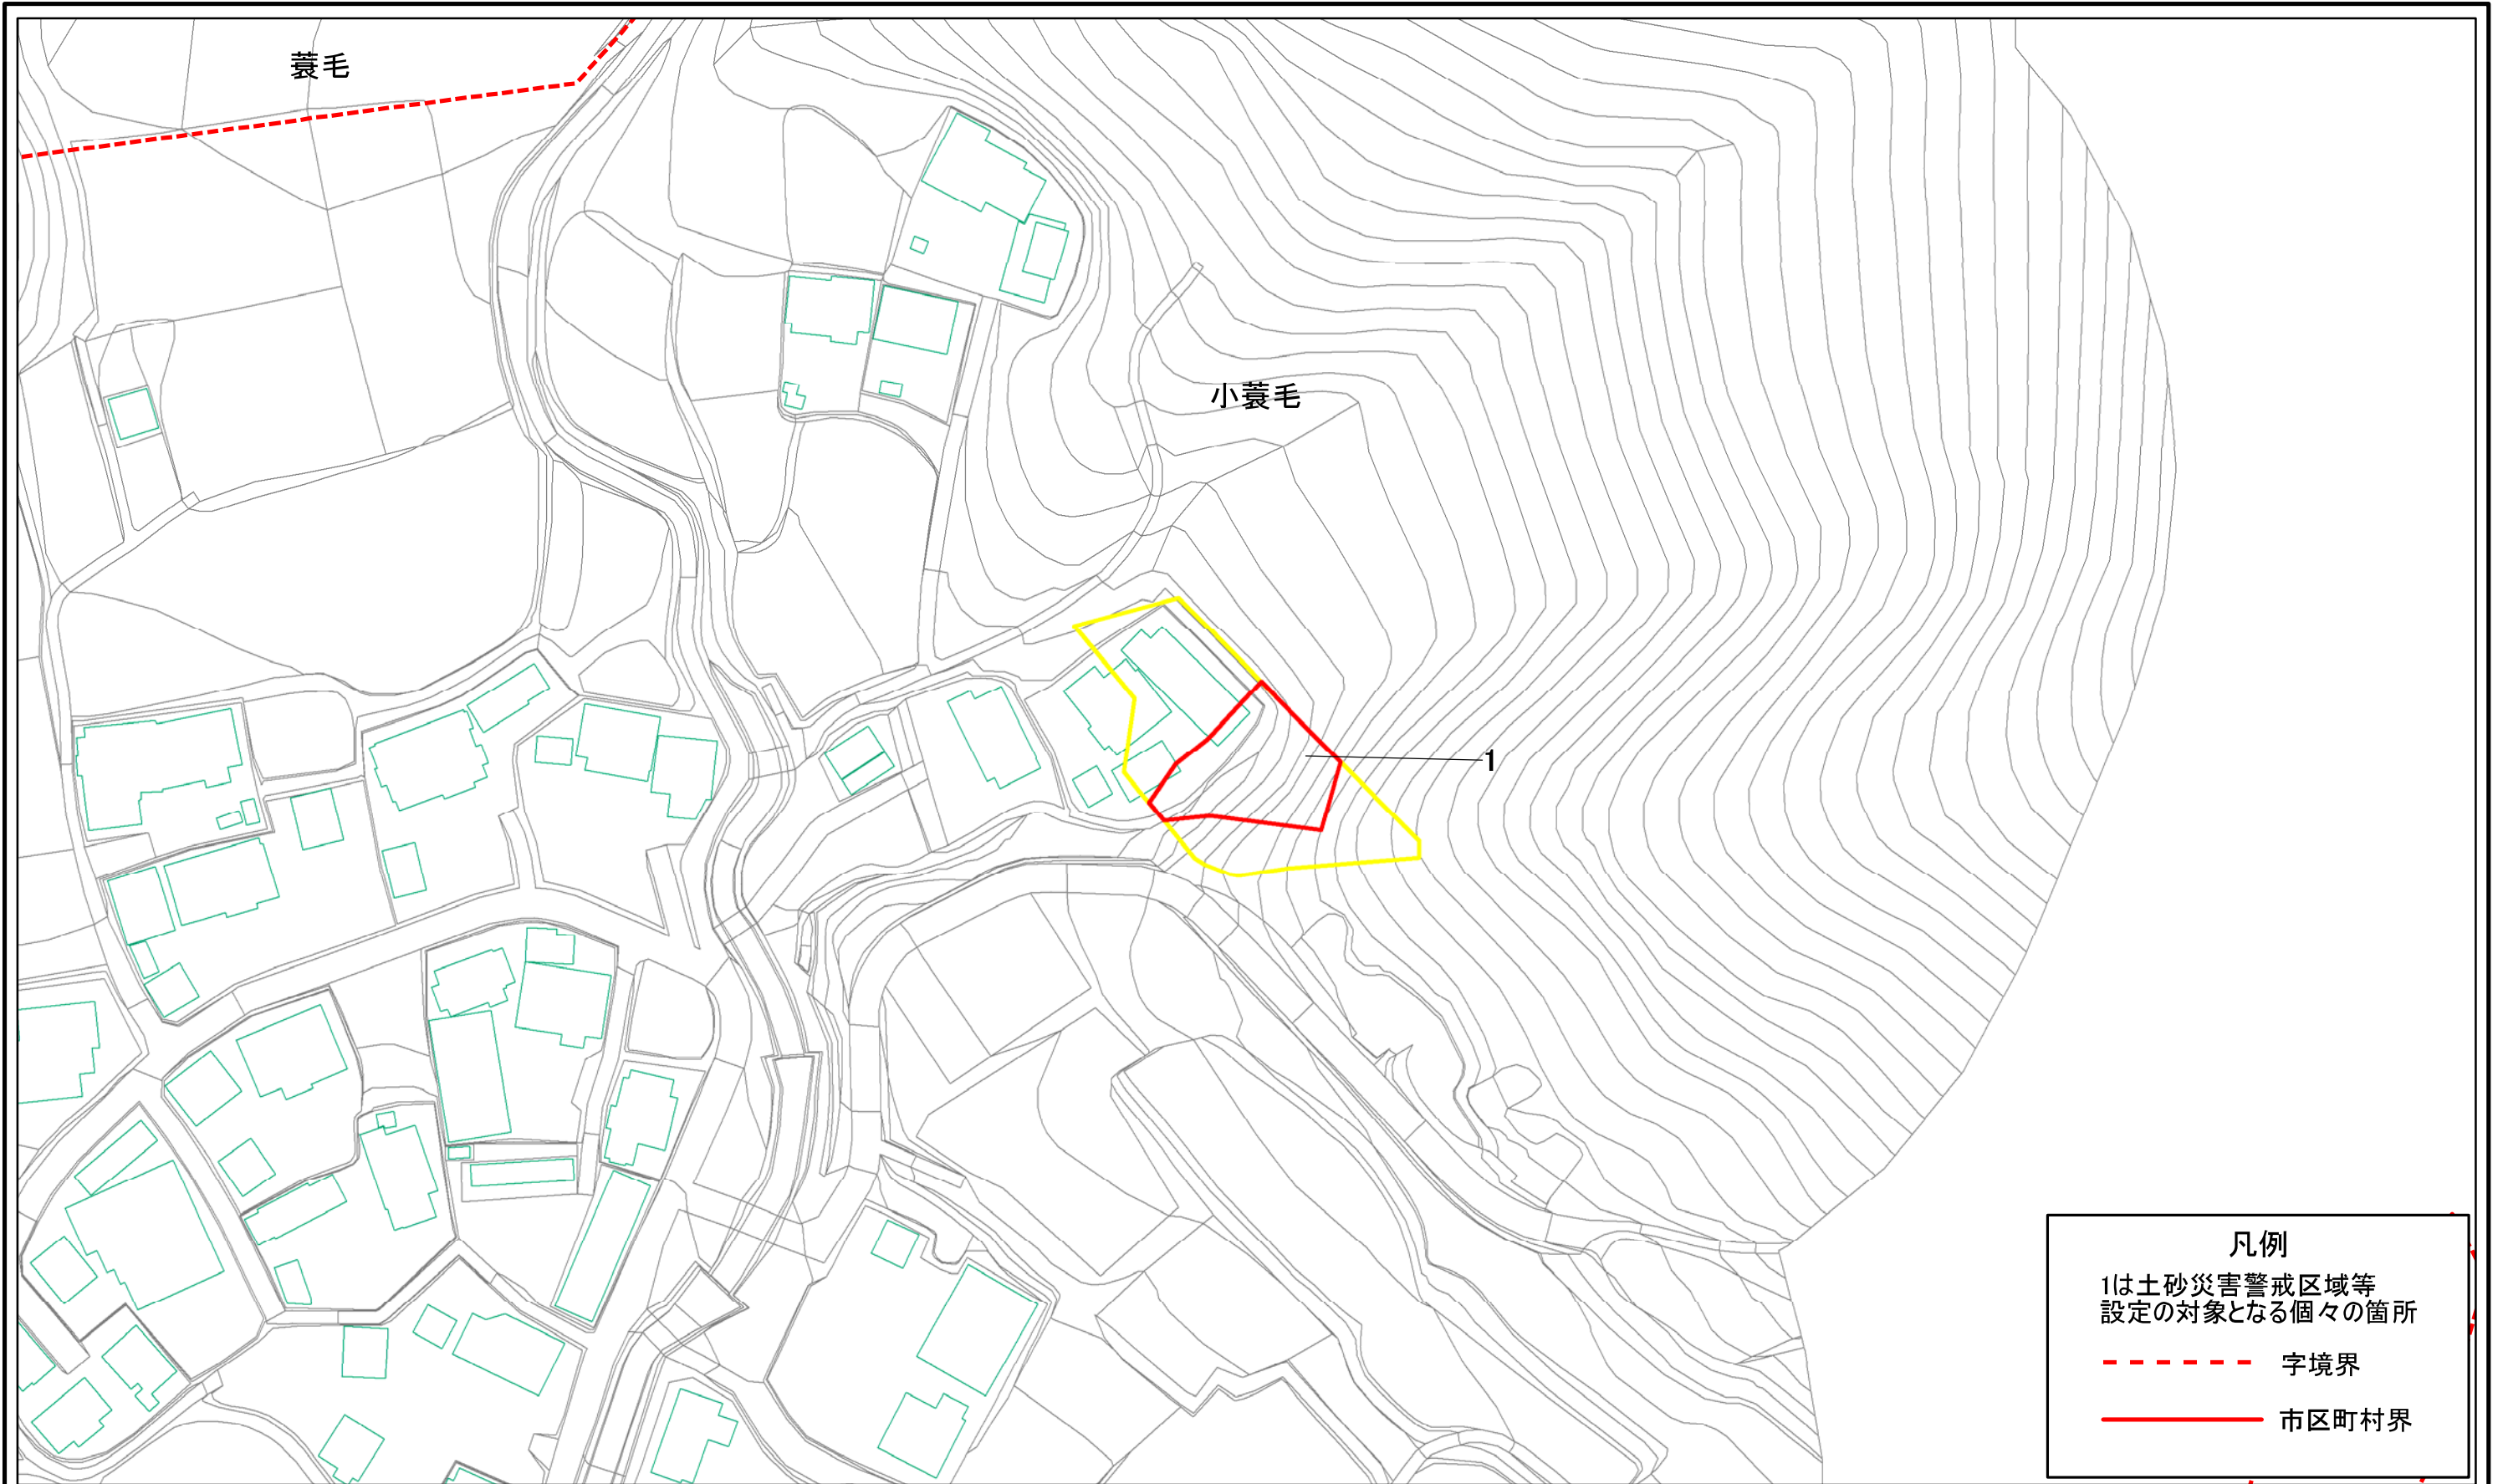 蓑毛
小蓑毛
1
凡例
1は土砂災害警戒区域等
設定の対象となる個々の箇所
字境界
市区町村界